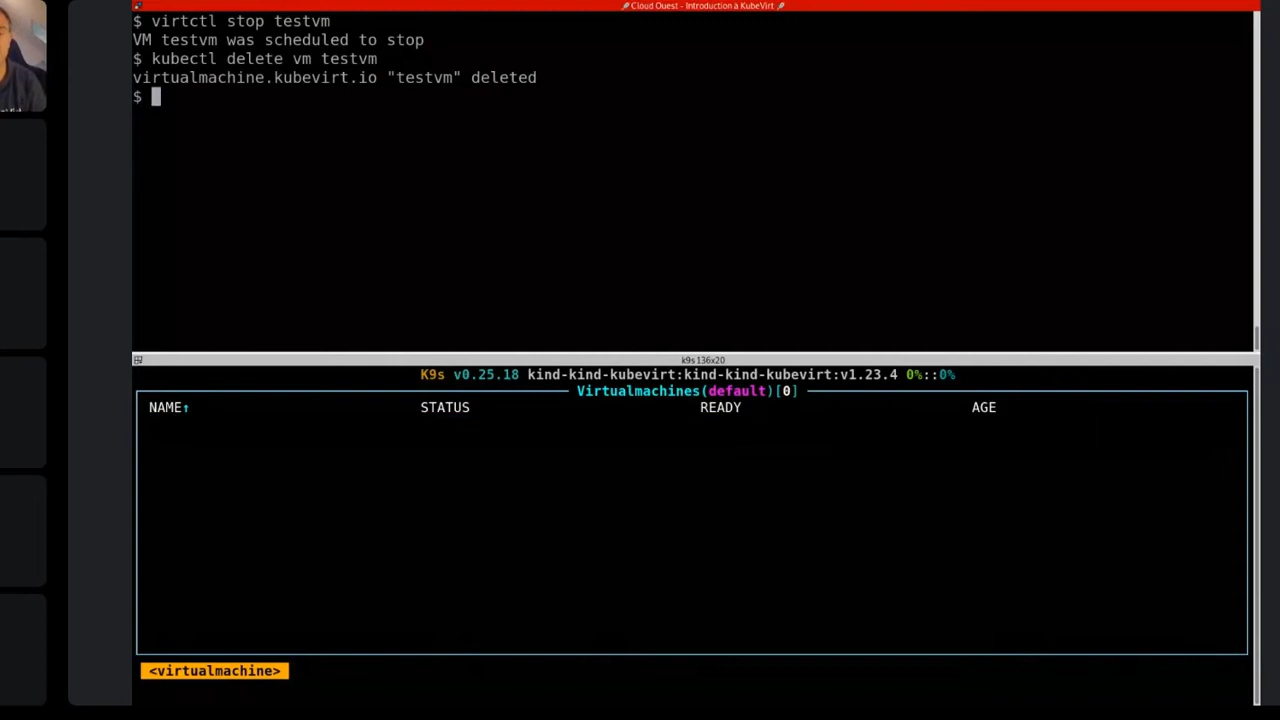 Cloud Ouest - Introduction à KubeVirt
$ virtctl stop testvm
VM testvm was scheduled to stop
$ kubectl delete vm testvm
virtualmachine.kubevirt.io "testvm" deleted
$
k9s 136x20
K9s v0.25.18 kind-kind-kubevirt:kind-kind-kubevirt:v1.23.4 0%::0%
Virtualmachines(default)[0]
NAME↑ STATUS READY AGE
<virtualmachine>